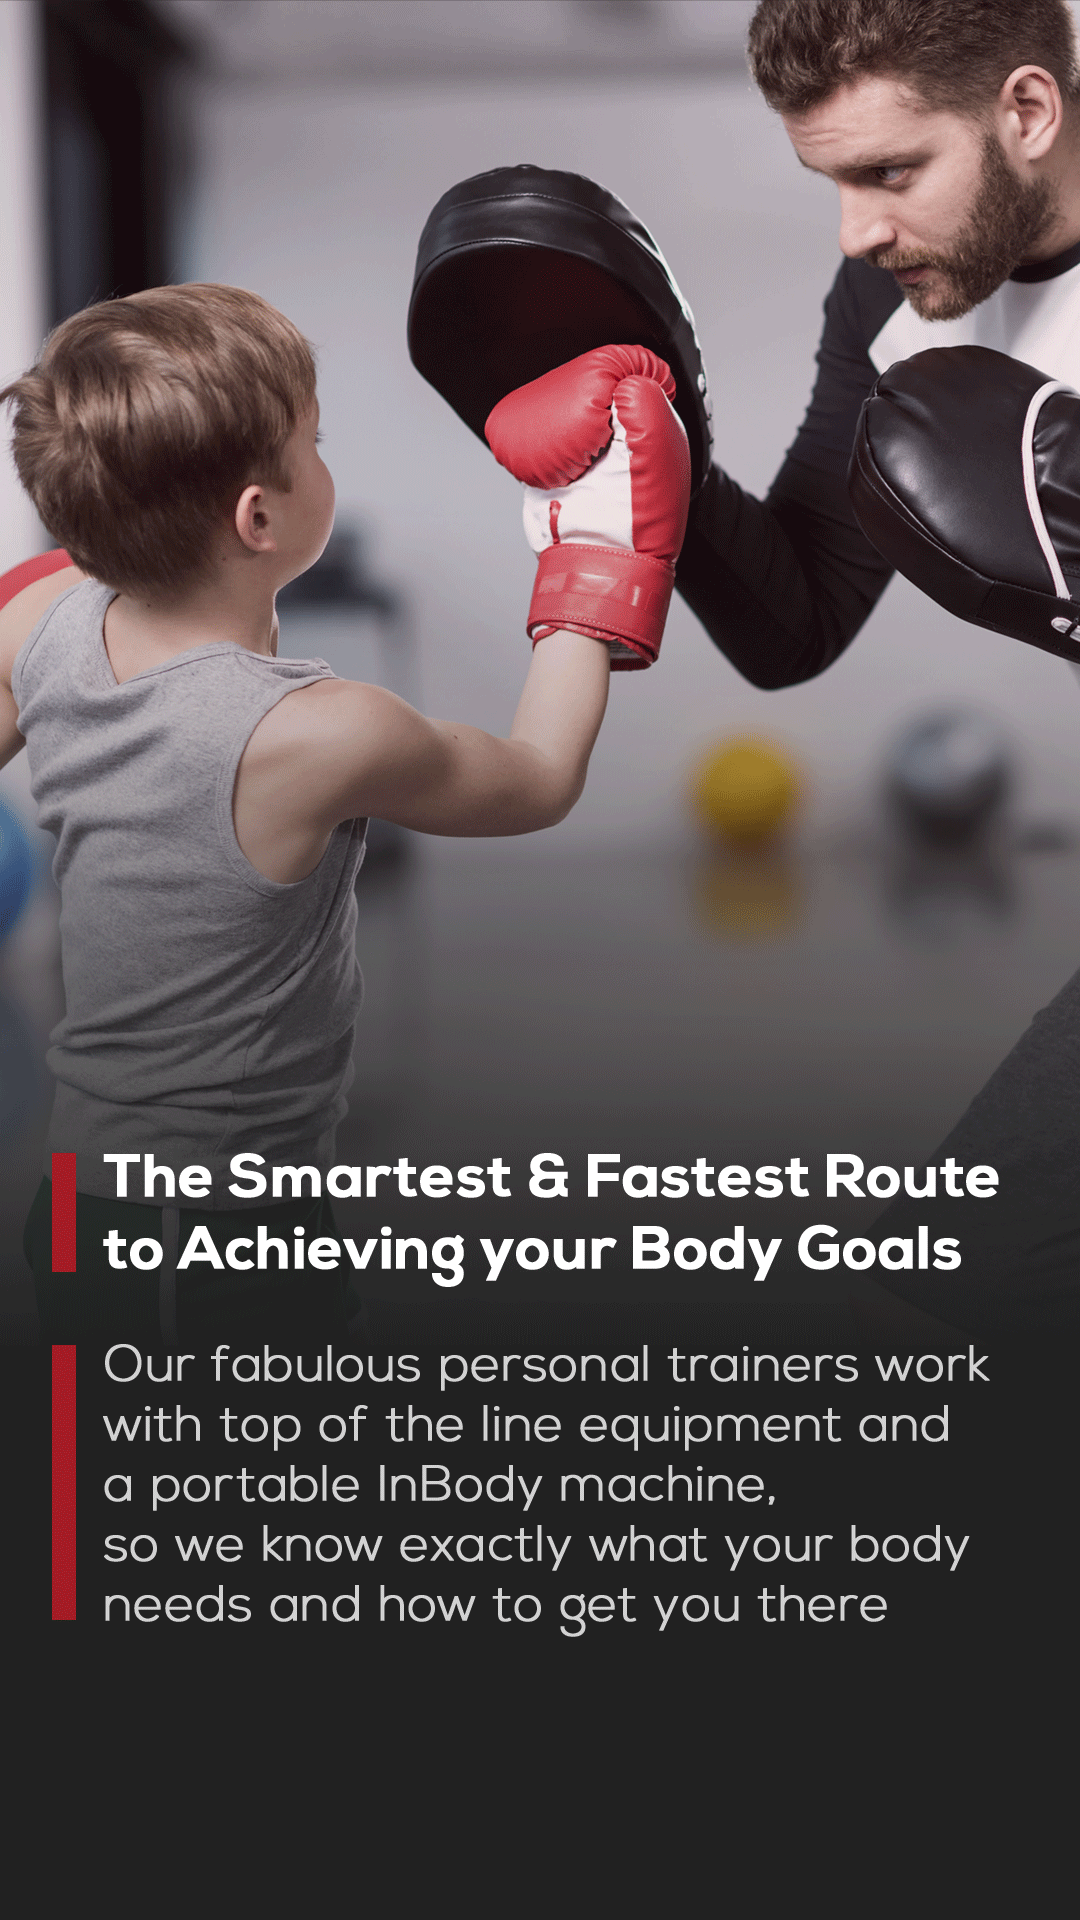 The Smartest & Fastest Route
to Achieving your Body Goals
Our fabulous personal trainers work
with top of the line equipment and
a portable InBody machine,
so we know exactly what your body
needs and how to get you there